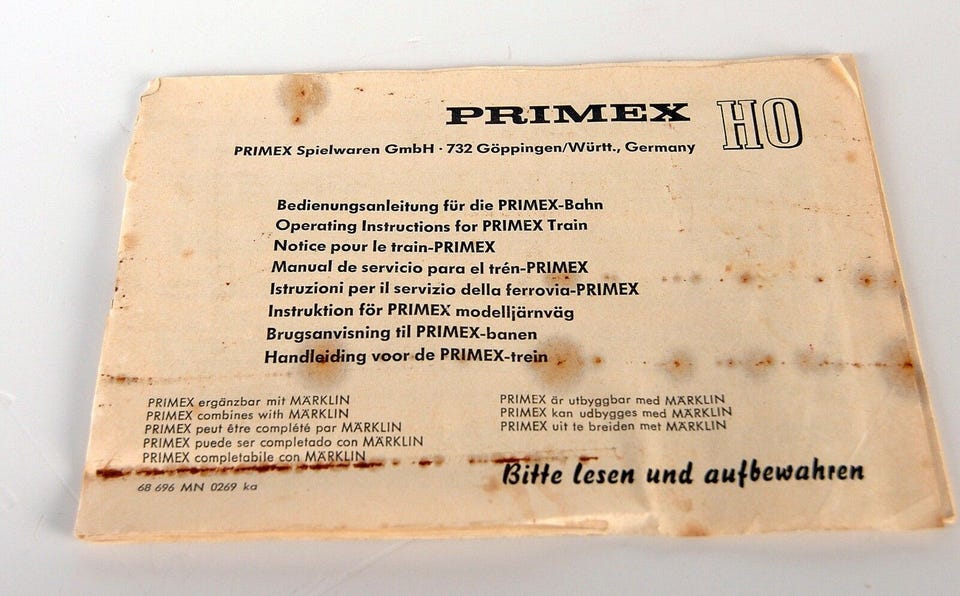 PRIMEX HO
PRIMEX Spielwaren GmbH · 732 Göppingen/Württ., Germany
Bedienungsanleitung für die PRIMEX-Bahn
Operating Instructions for PRIMEX Train
Notice pour le train-PRIMEX
Manual de servicio para el trén-PRIMEX
Istruzioni per il servizio della ferrovia-PRIMEX
Instruktion för PRIMEX modelljärnväg
Brugsanvisning til PRIMEX-banen
Handleiding voor de PRIMEX-trein
PRIMEX ergänzbar mit MÄRKLIN
PRIMEX combines with MÄRKLIN
PRIMEX peut être complété par MÄRKLIN
PRIMEX puede ser completado con MÄRKLIN
PRIMEX completabile con MÄRKLIN
PRIMEX är utbyggbar med MÄRKLIN
PRIMEX kan udbygges med MÄRKLIN
PRIMEX uit te breiden met MÄRKLIN
Bitte lesen und aufbewahren
68 696 MN 0269 ka